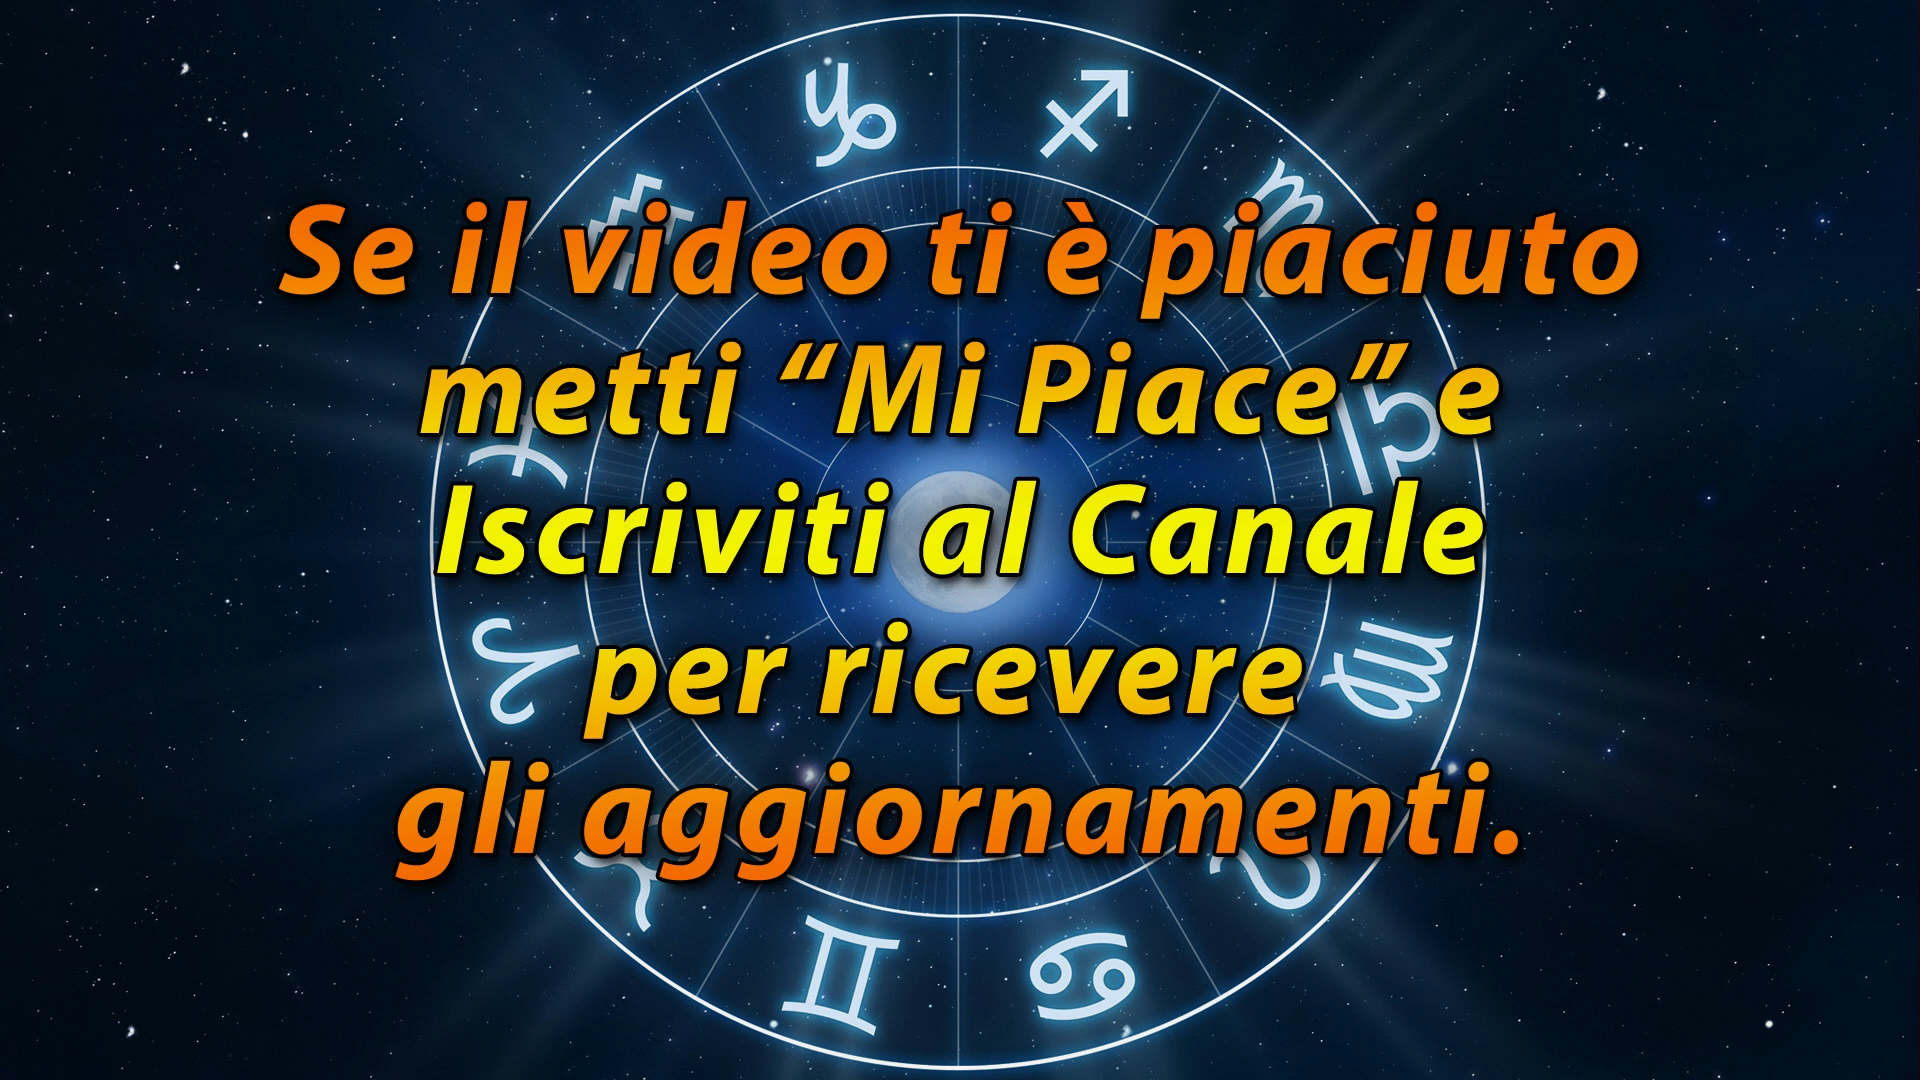 Se il video ti è piaciuto
metti “Mi Piace” e
Iscriviti al Canale
per ricevere
gli aggiornamenti.